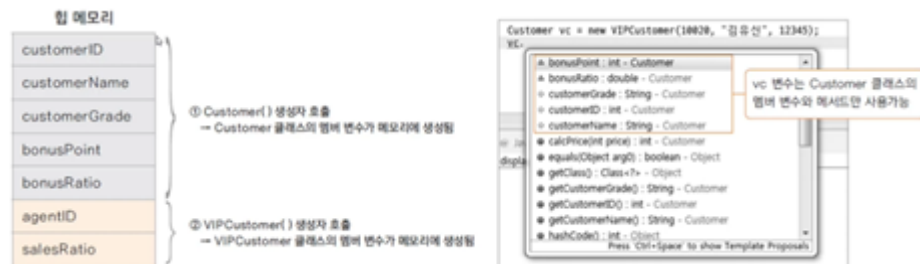 힙 메모리
customerID
customerName
customerGrade
bonusPoint
bonusRatio
agentID
salesRatio
① Customer( ) 생성자 호출
→ Customer 클래스의 멤버 변수가 메모리에 생성됨
② VIPCustomer( ) 생성자 호출
→ VIPCustomer 클래스의 멤버 변수가 메모리에 생성됨
Customer vc = new VIPCustomer(10020, "김유신", 12345);
vc.
bonusPoint : int - Customer
bonusRatio : double - Customer
customerGrade : String - Customer
customerID : int - Customer
customerName : String - Customer
calcPrice(int price) : int - Customer
equals(Object arg0) : boolean - Object
getClass() : Class<?> - Object
getCustomerGrade() : String - Customer
getCustomerID() : int - Customer
getCustomerName() : String - Customer
hashCode() : int - Object
Press 'Ctrl+Space' to show Template Proposals
displa
vc 변수는 Customer 클래스의
멤버 변수와 메서드만 사용가능